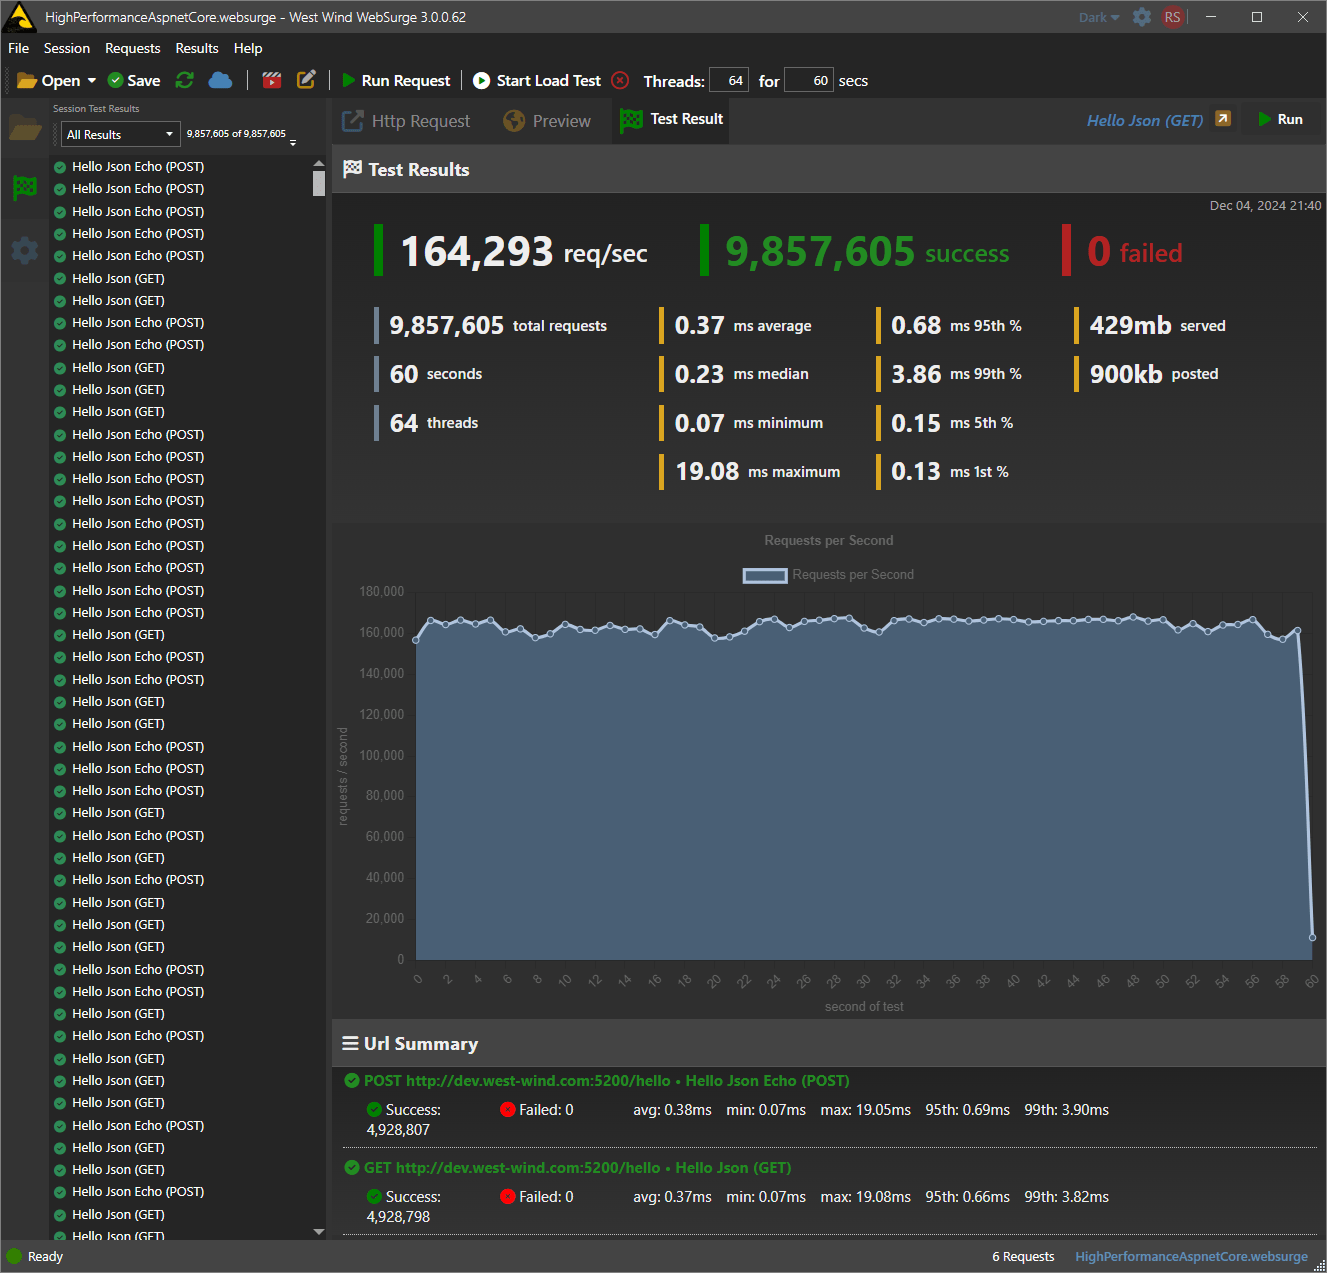 HighPerformanceAspnetCore.websurge - West Wind WebSurge 3.0.0.62
Dark
RS
File Session Requests Results Help
Open Save Run Request Start Load Test Threads: 64 for 60 secs
Session Test Results
All Results 9,857,605 of 9,857,605
Hello Json Echo (POST)
Hello Json Echo (POST)
Hello Json Echo (POST)
Hello Json Echo (POST)
Hello Json Echo (POST)
Hello Json (GET)
Hello Json (GET)
Hello Json Echo (POST)
Hello Json Echo (POST)
Hello Json (GET)
Hello Json (GET)
Hello Json (GET)
Hello Json Echo (POST)
Hello Json Echo (POST)
Hello Json Echo (POST)
Hello Json Echo (POST)
Hello Json Echo (POST)
Hello Json Echo (POST)
Hello Json Echo (POST)
Hello Json Echo (POST)
Hello Json Echo (POST)
Hello Json (GET)
Hello Json Echo (POST)
Hello Json Echo (POST)
Hello Json (GET)
Hello Json (GET)
Hello Json Echo (POST)
Hello Json Echo (POST)
Hello Json Echo (POST)
Hello Json (GET)
Hello Json Echo (POST)
Hello Json (GET)
Hello Json Echo (POST)
Hello Json (GET)
Hello Json (GET)
Hello Json (GET)
Hello Json Echo (POST)
Hello Json Echo (POST)
Hello Json (GET)
Hello Json Echo (POST)
Hello Json (GET)
Hello Json (GET)
Hello Json (GET)
Hello Json Echo (POST)
Hello Json (GET)
Hello Json (GET)
Hello Json Echo (POST)
Hello Json (GET)
Hello Json (GET)
Http Request Preview Test Result Hello Json (GET) Run
Test Results
Dec 04, 2024 21:40
164,293 req/sec 9,857,605 success 0 failed
9,857,605 total requests 0.37 ms average 0.68 ms 95th % 429mb served
60 seconds 0.23 ms median 3.86 ms 99th % 900kb posted
64 threads 0.07 ms minimum 0.15 ms 5th %
19.08 ms maximum 0.13 ms 1st %
Requests per Second
Requests per Second
180,000
160,000
140,000
120,000
100,000
80,000
60,000
40,000
20,000
0
requests / second
0 2 4 6 8 10 12 14 16 18 20 22 24 26 28 30 32 34 36 38 40 42 44 46 48 50 52 54 56 58 60
second of test
Url Summary
POST http://dev.west-wind.com:5200/hello • Hello Json Echo (POST)
Success: Failed: 0 avg: 0.38ms min: 0.07ms max: 19.05ms 95th: 0.69ms 99th: 3.90ms
4,928,807
GET http://dev.west-wind.com:5200/hello • Hello Json (GET)
Success: Failed: 0 avg: 0.37ms min: 0.07ms max: 19.08ms 95th: 0.66ms 99th: 3.82ms
4,928,798
Ready 6 Requests HighPerformanceAspnetCore.websurge